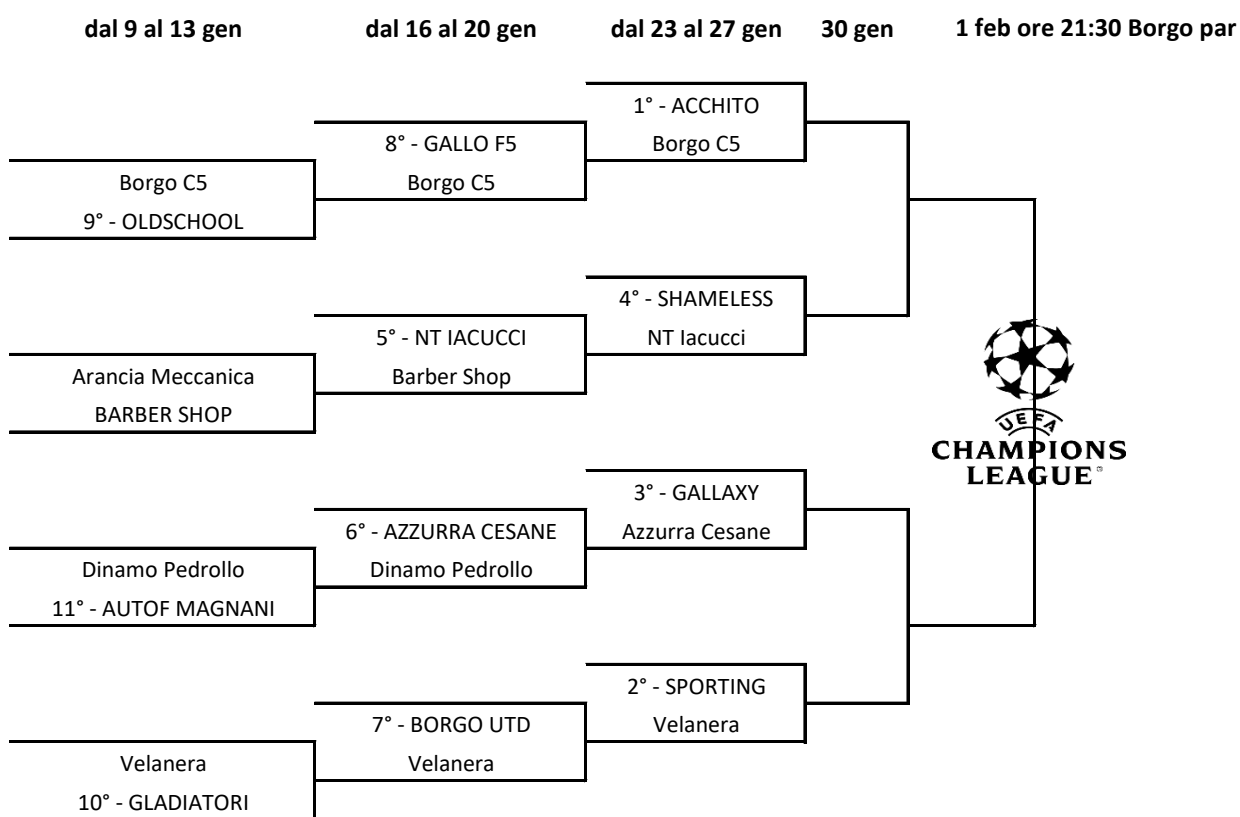 dal 9 al 13 gen
dal 16 al 20 gen
dal 23 al 27 gen
30 gen
1 feb ore 21:30 Borgo par
1° - ACCHITO
Borgo C5
8° - GALLO F5
Borgo C5
Borgo C5
9° - OLDSCHOOL
4° - SHAMELESS
NT Iacucci
5° - NT IACUCCI
Barber Shop
Arancia Meccanica
BARBER SHOP
UEFA
CHAMPIONS
LEAGUE
3° - GALLAXY
Azzurra Cesane
6° - AZZURRA CESANE
Dinamo Pedrollo
Dinamo Pedrollo
11° - AUTOF MAGNANI
2° - SPORTING
Velanera
7° - BORGO UTD
Velanera
Velanera
10° - GLADIATORI